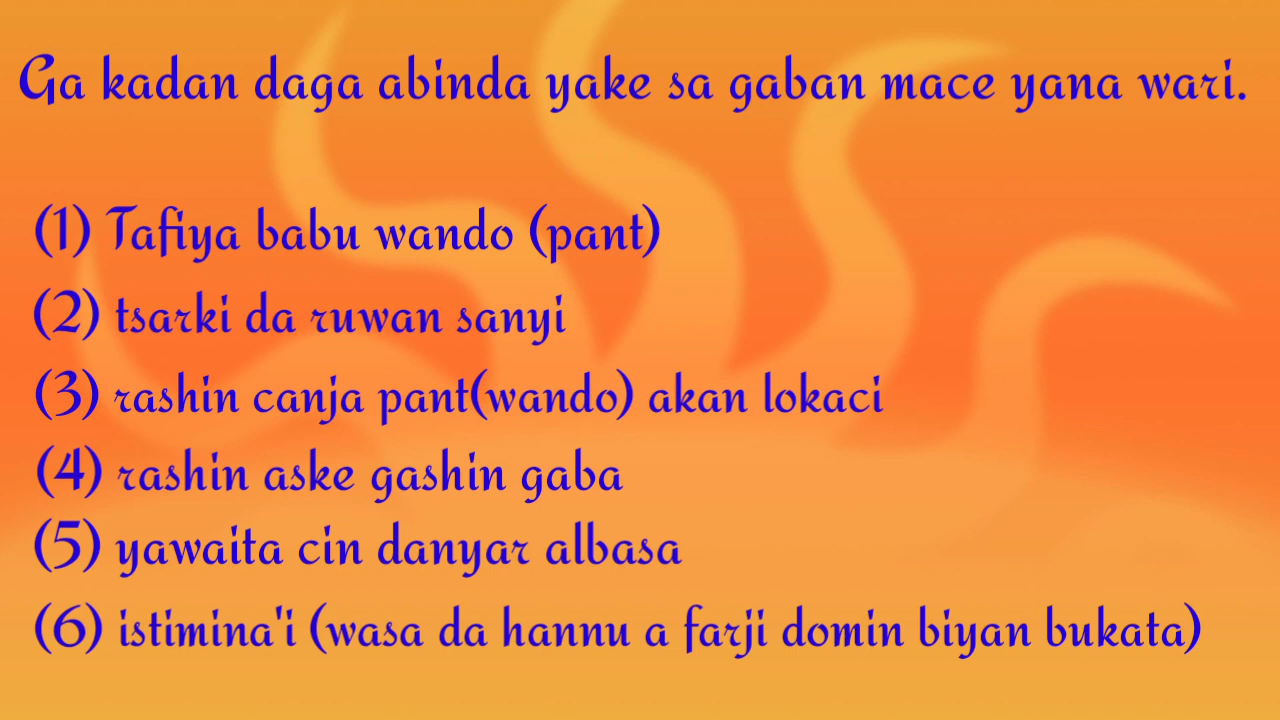 Ga kadan daga abinda yake sa gaban mace yana wari.
(1) Tafiya babu wando (pant)
(2) tsarki da ruwan sanyi
(3) rashin canja pant(wando) akan lokaci
(4) rashin aske gashin gaba
(5) yawaita cin danyar albasa
(6) istimina'i (wasa da hannu a farji domin biyan bukata)